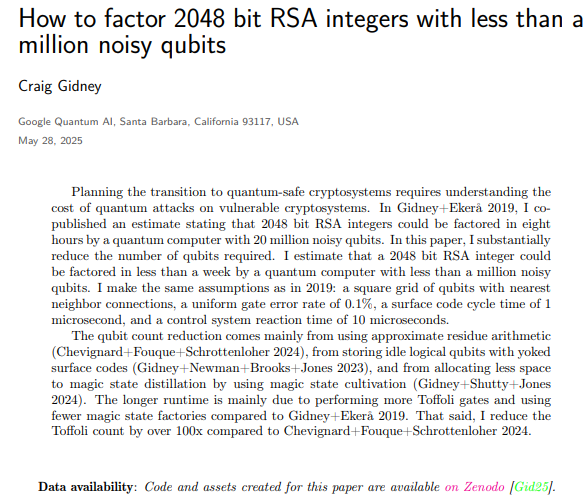 How to factor 2048 bit RSA integers with less than a
million noisy qubits
Craig Gidney
Google Quantum AI, Santa Barbara, California 93117, USA
May 28, 2025
Planning the transition to quantum-safe cryptosystems requires understanding the
cost of quantum attacks on vulnerable cryptosystems. In Gidney+Ekerå 2019, I co-
published an estimate stating that 2048 bit RSA integers could be factored in eight
hours by a quantum computer with 20 million noisy qubits. In this paper, I substantially
reduce the number of qubits required. I estimate that a 2048 bit RSA integer could
be factored in less than a week by a quantum computer with less than a million noisy
qubits. I make the same assumptions as in 2019: a square grid of qubits with nearest
neighbor connections, a uniform gate error rate of 0.1%, a surface code cycle time of 1
microsecond, and a control system reaction time of 10 microseconds.
The qubit count reduction comes mainly from using approximate residue arithmetic
(Chevignard+Fouque+Schrottenloher 2024), from storing idle logical qubits with yoked
surface codes (Gidney+Newman+Brooks+Jones 2023), and from allocating less space
to magic state distillation by using magic state cultivation (Gidney+Shutty+Jones
2024). The longer runtime is mainly due to performing more Toffoli gates and using
fewer magic state factories compared to Gidney+Ekerå 2019. That said, I reduce the
Toffoli count by over 100x compared to Chevignard+Fouque+Schrottenloher 2024.
Data availability: Code and assets created for this paper are available on Zenodo [Gid25].